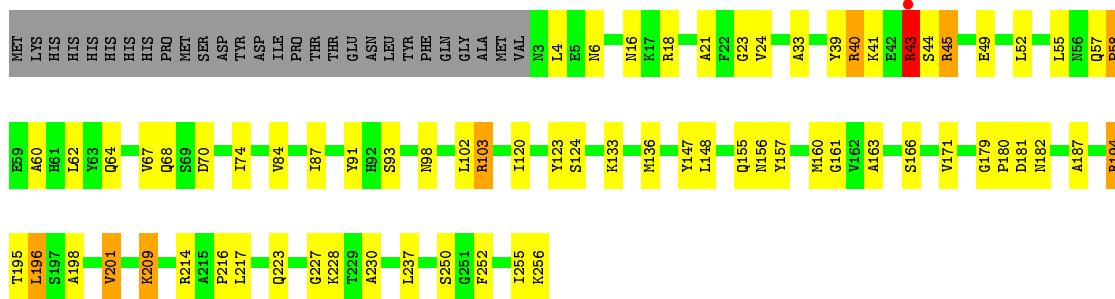 MET LYS HIS HIS HIS HIS HIS HIS PRO MET SER ASP TYR ASP ILE PRO THR THR GLU ASN LEU TYR PHE GLN GLY ALA MET VAL N3 L4 E5 N6 N16 K17 R18 A21 F22 G23 V24 A33 Y39 R40 K41 E42 R43 S44 R45 E49 L52 L55 N56 Q57
E59 A60 H61 L62 Y63 Q64 V67 Q68 S69 D70 I74 V84 I87 Y91 H92 S93 N98 L102 R103 I120 Y123 S124 K133 M136 Y147 L148 Q155 N156 Y157 M160 G161 V162 A163 S166 V171 G179 P180 D181 N182 A187
T195 L196 S197 A198 V201 K209 R214 A215 P216 L217 Q223 G227 K228 T229 A230 L237 S250 G251 F252 I255 K256